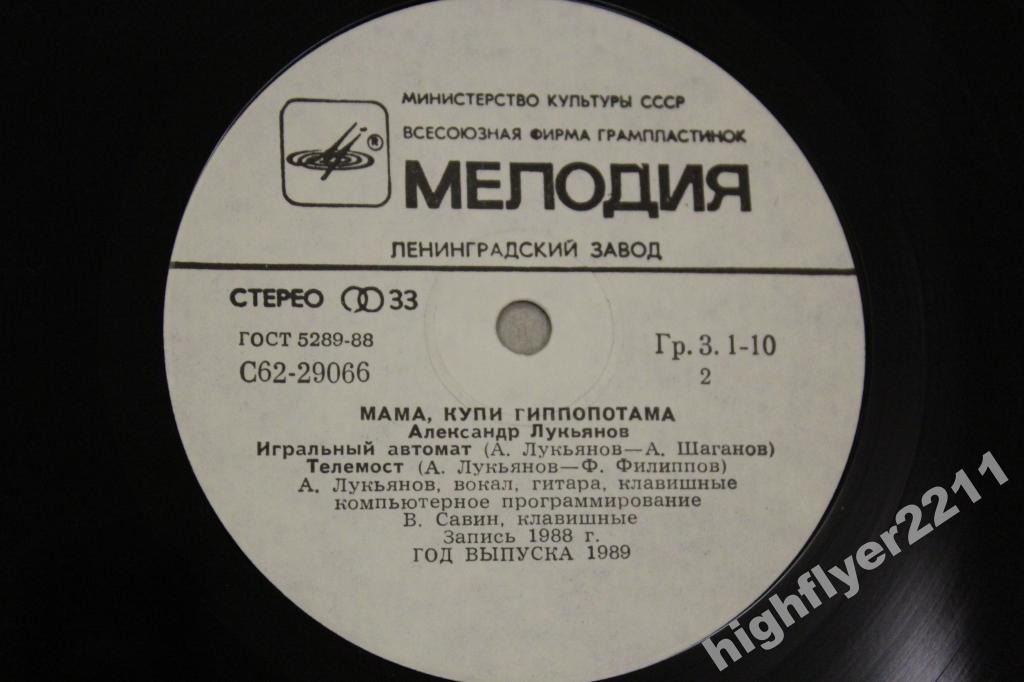 МИНИСТЕРСТВО КУЛЬТУРЫ СССР
ВСЕСОЮЗНАЯ ФИРМА ГРАМПЛАСТИНОК
®
МЕЛОДИЯ
ЛЕНИНГРАДСКИЙ ЗАВОД
СТЕРЕО 33
ГОСТ 5289-88
Гр. 3. 1-10
С62-29066
2
МАМА, КУПИ ГИППОПОТАМА
Александр Лукьянов
Игральный автомат (А. Лукьянов—А. Шаганов)
Телемост (А. Лукьянов—Ф. Филиппов)
А. Лукьянов, вокал, гитара, клавишные
компьютерное программирование
В. Савин, клавишные
Запись 1988 г.
ГОД ВЫПУСКА 1989
highflyer2211